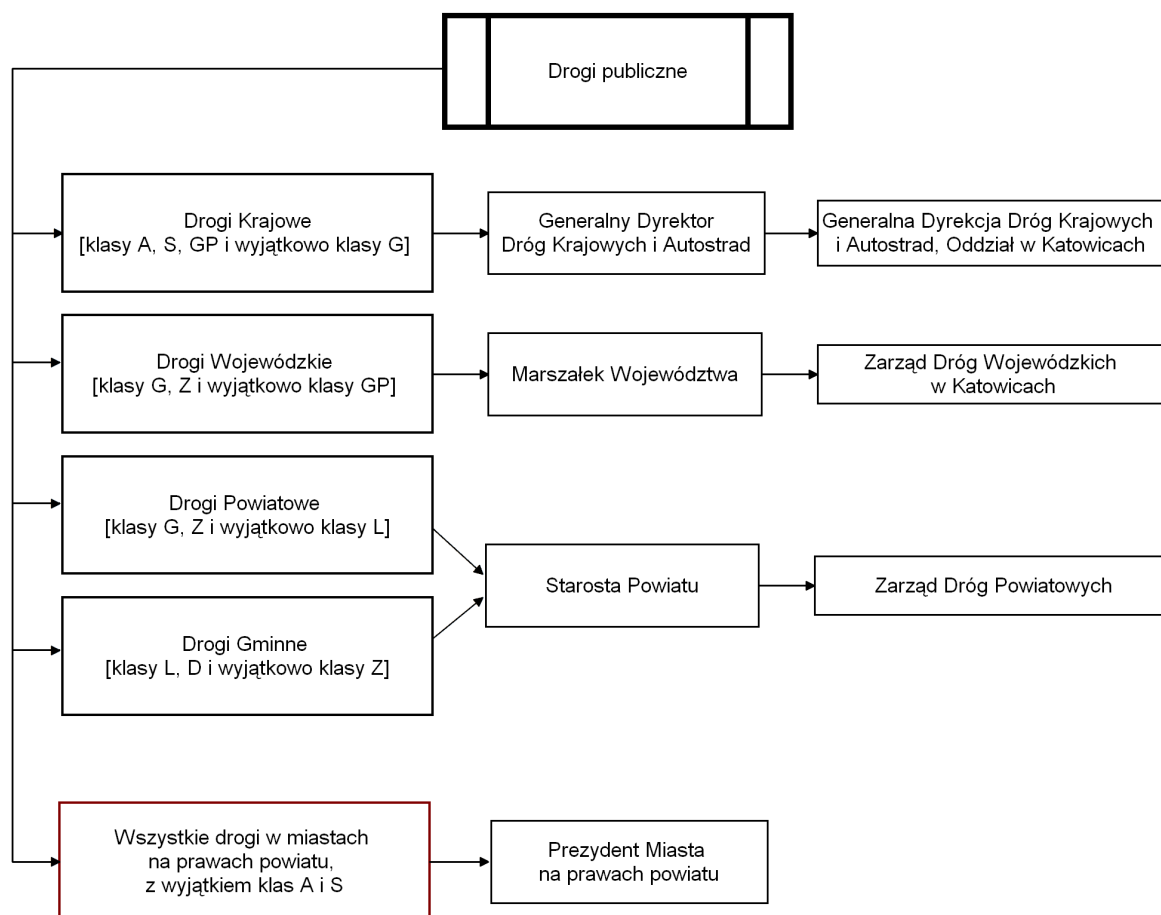 Drogi publiczne
Drogi Krajowe
[klasy A, S, GP i wyjątkowo klasy G]
Generalny Dyrektor
Dróg Krajowych i Autostrad
Generalna Dyrekcja Dróg Krajowych
i Autostrad, Oddział w Katowicach
Drogi Wojewódzkie
[klasy G, Z i wyjątkowo klasy GP]
Marszałek Województwa
Zarząd Dróg Wojewódzkich
w Katowicach
Drogi Powiatowe
[klasy G, Z i wyjątkowo klasy L]
Drogi Gminne
[klasy L, D i wyjątkowo klasy Z]
Starosta Powiatu
Zarząd Dróg Powiatowych
Wszystkie drogi w miastach
na prawach powiatu,
z wyjątkiem klas A i S
Prezydent Miasta
na prawach powiatu